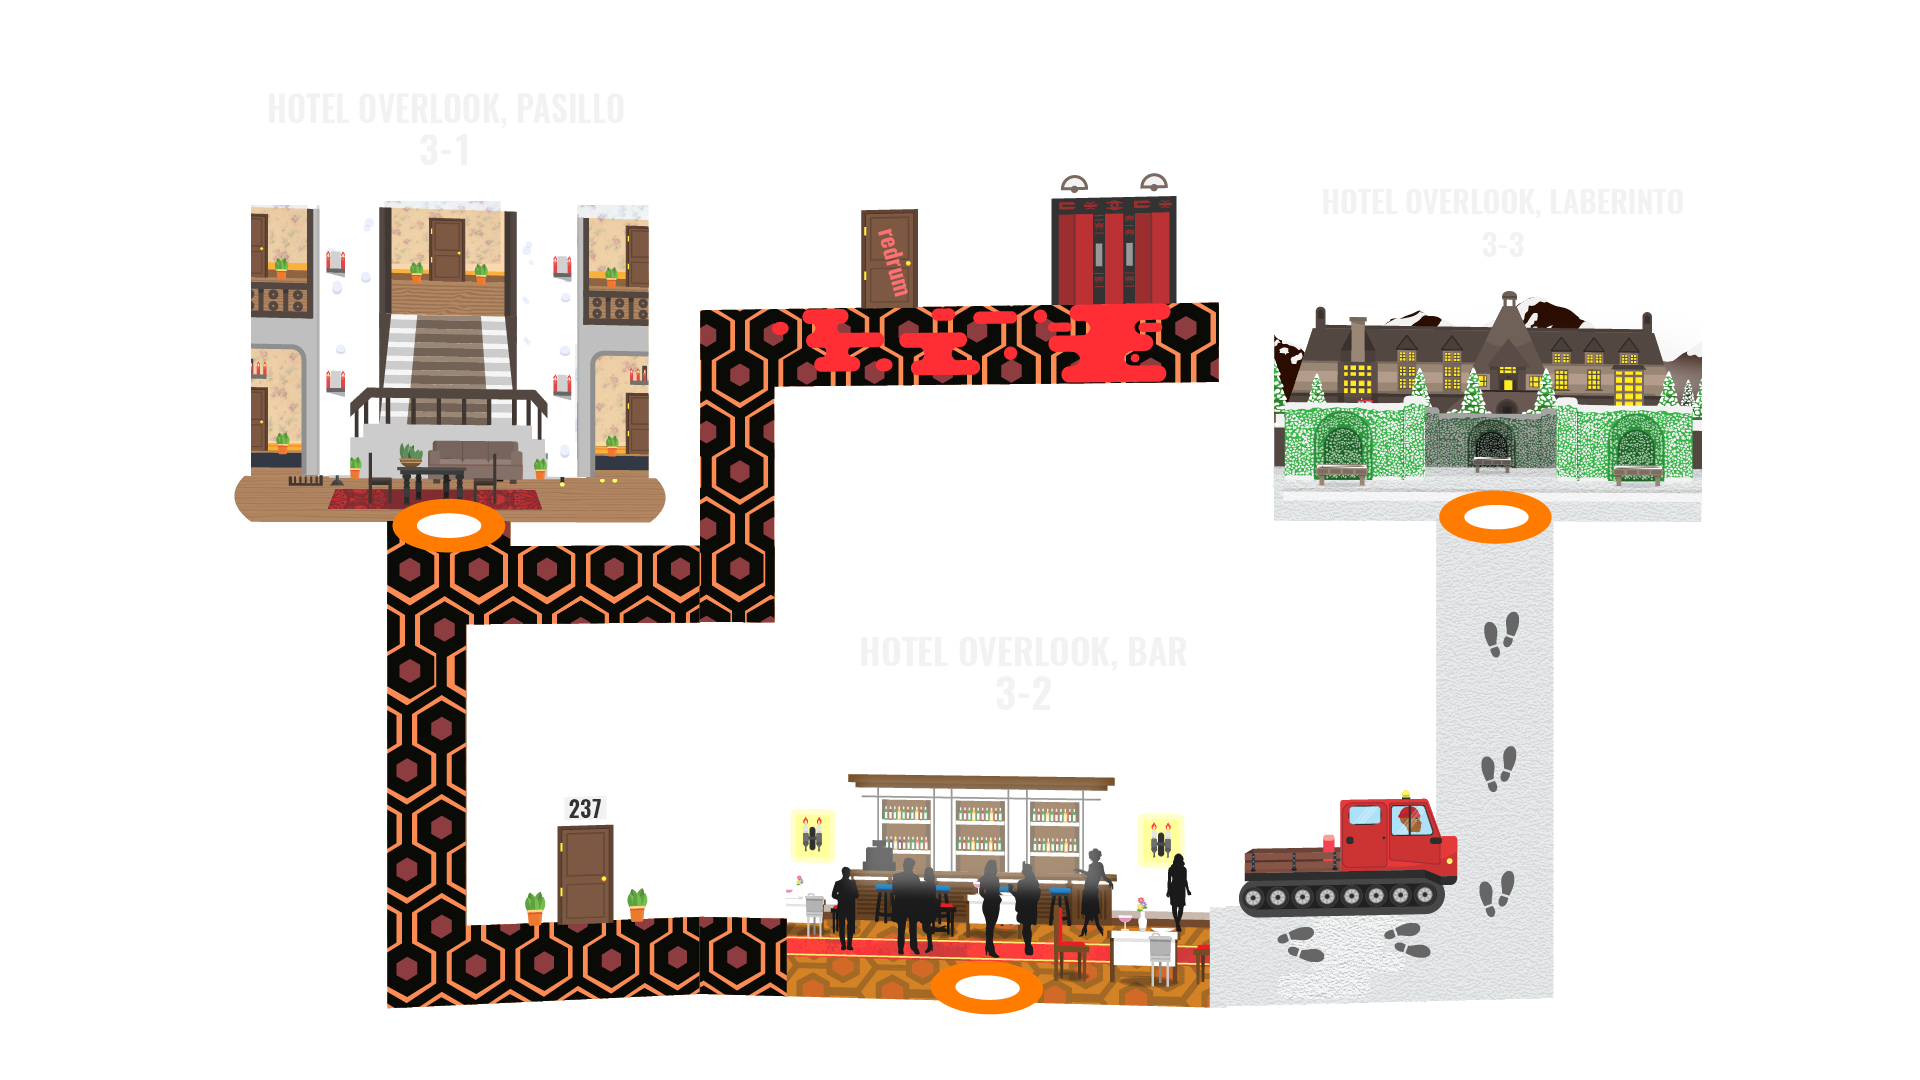 HOTEL OVERLOOK, PASILLO
3-1
redrum
HOTEL OVERLOOK, LABERINTO
3-3
HOTEL OVERLOOK, BAR
3-2
237